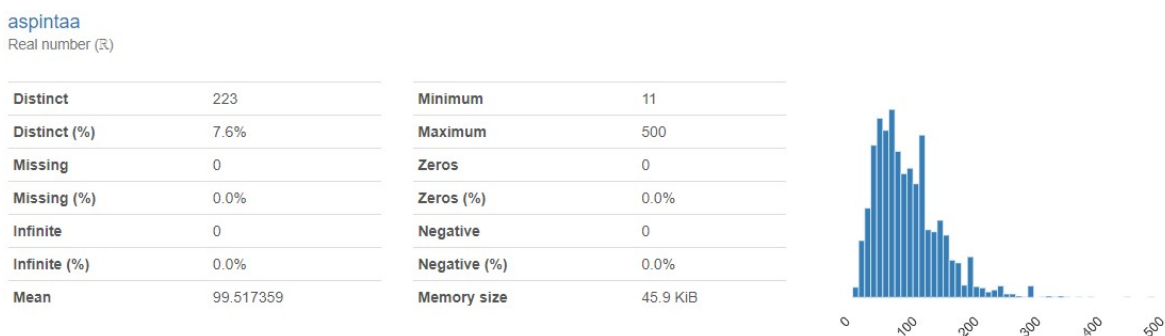 aspintaa
Real number (ℝ)
Distinct 223
Distinct (%) 7.6%
Missing 0
Missing (%) 0.0%
Infinite 0
Infinite (%) 0.0%
Mean 99.517359
Minimum 11
Maximum 500
Zeros 0
Zeros (%) 0.0%
Negative 0
Negative (%) 0.0%
Memory size 45.9 KiB
0 100 200 300 400 500